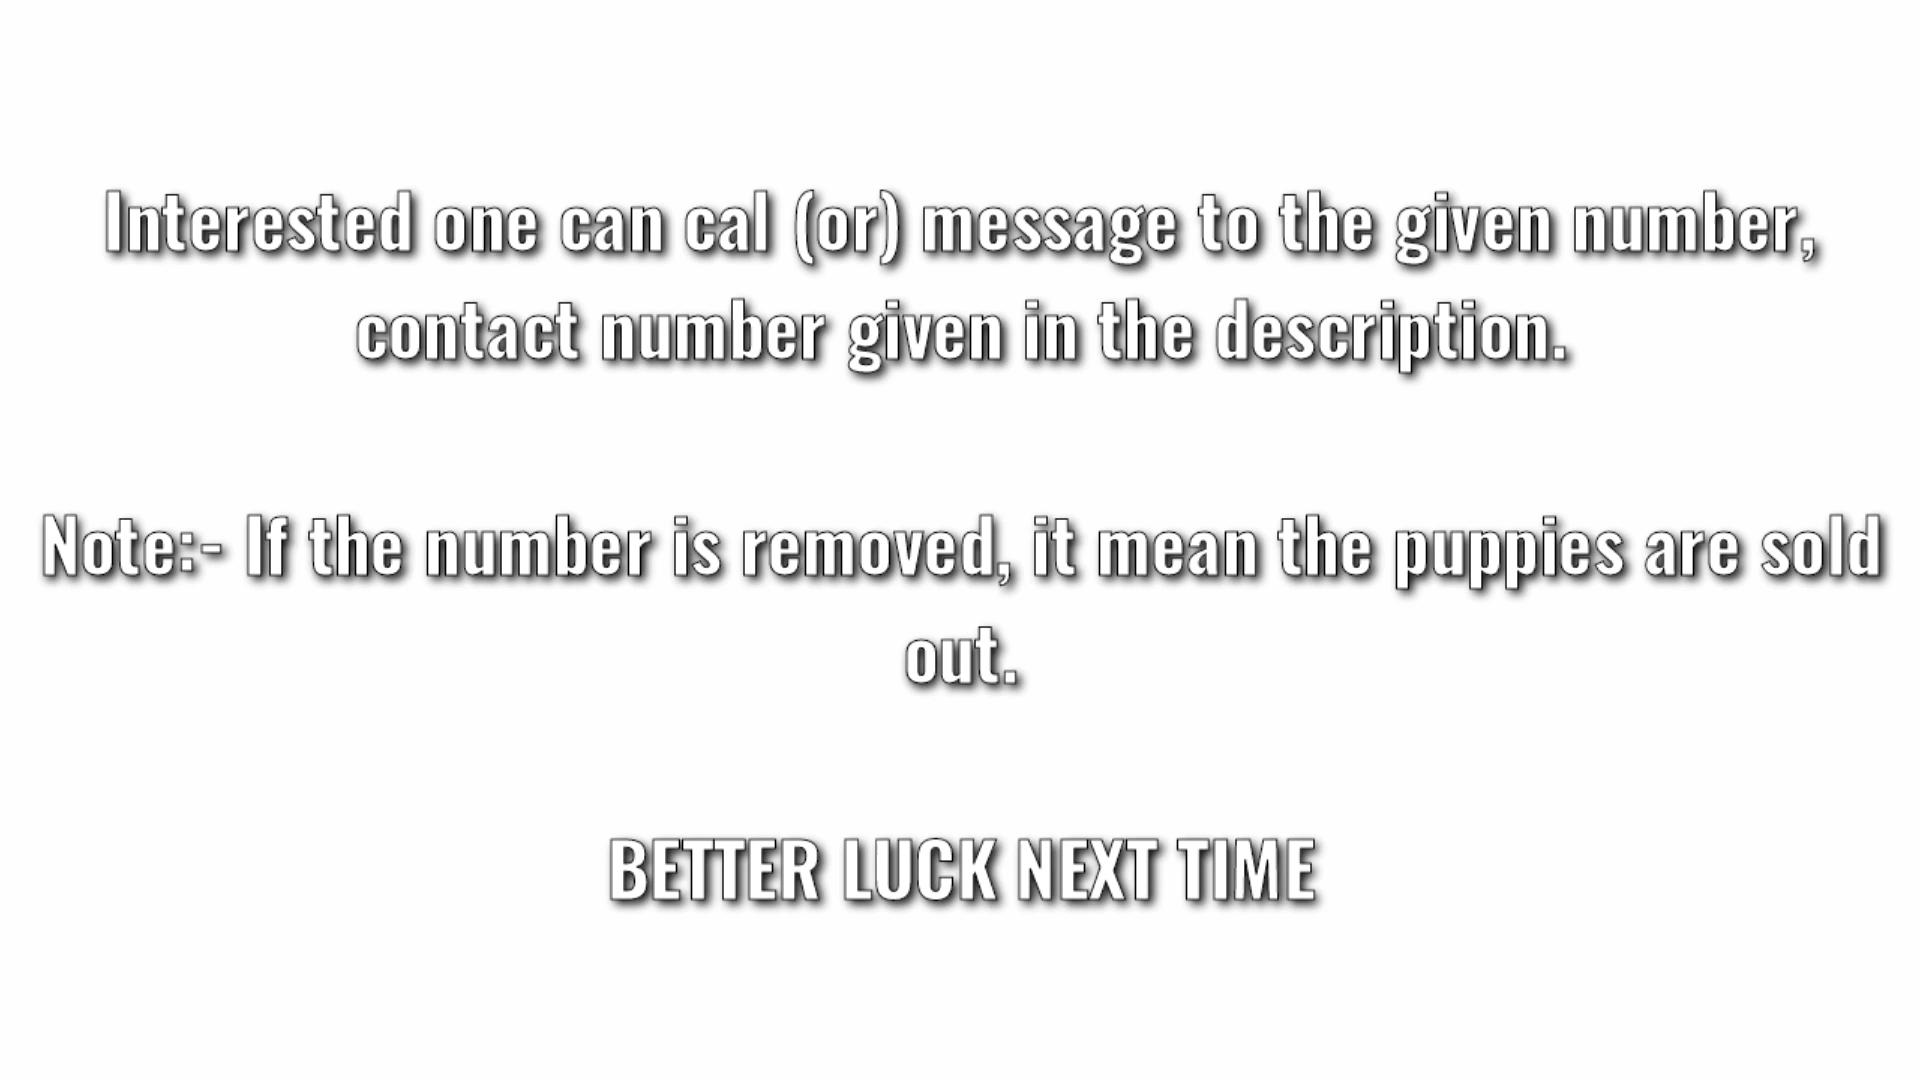 Interested one can cal (or) message to the given number,
contact number given in the description.
Note:- If the number is removed, it mean the puppies are sold
out.
BETTER LUCK NEXT TIME